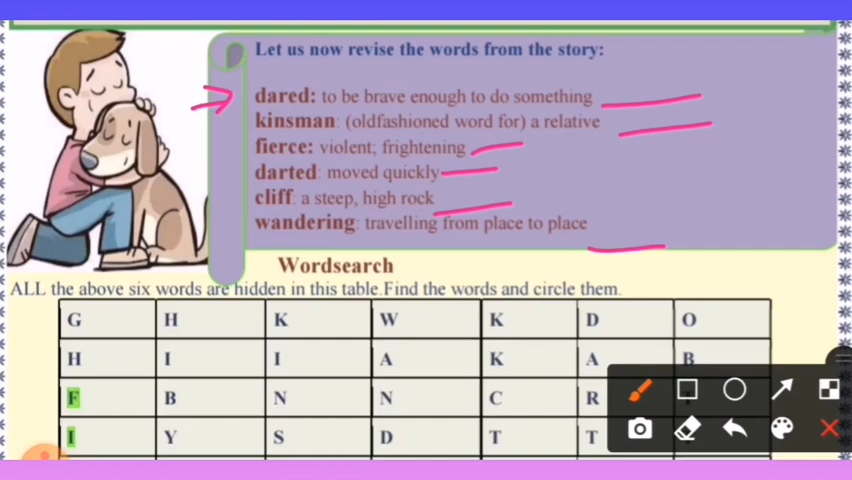 Let us now revise the words from the story:
dared: to be brave enough to do something
kinsman: (oldfashioned word for) a relative
fierce: violent; frightening
darted: moved quickly
cliff: a steep, high rock
wandering: travelling from place to place
Wordsearch
ALL the above six words are hidden in this table.Find the words and circle them.
G H K W K D O
H I I A K A B
F B N N C R
I Y S D T T